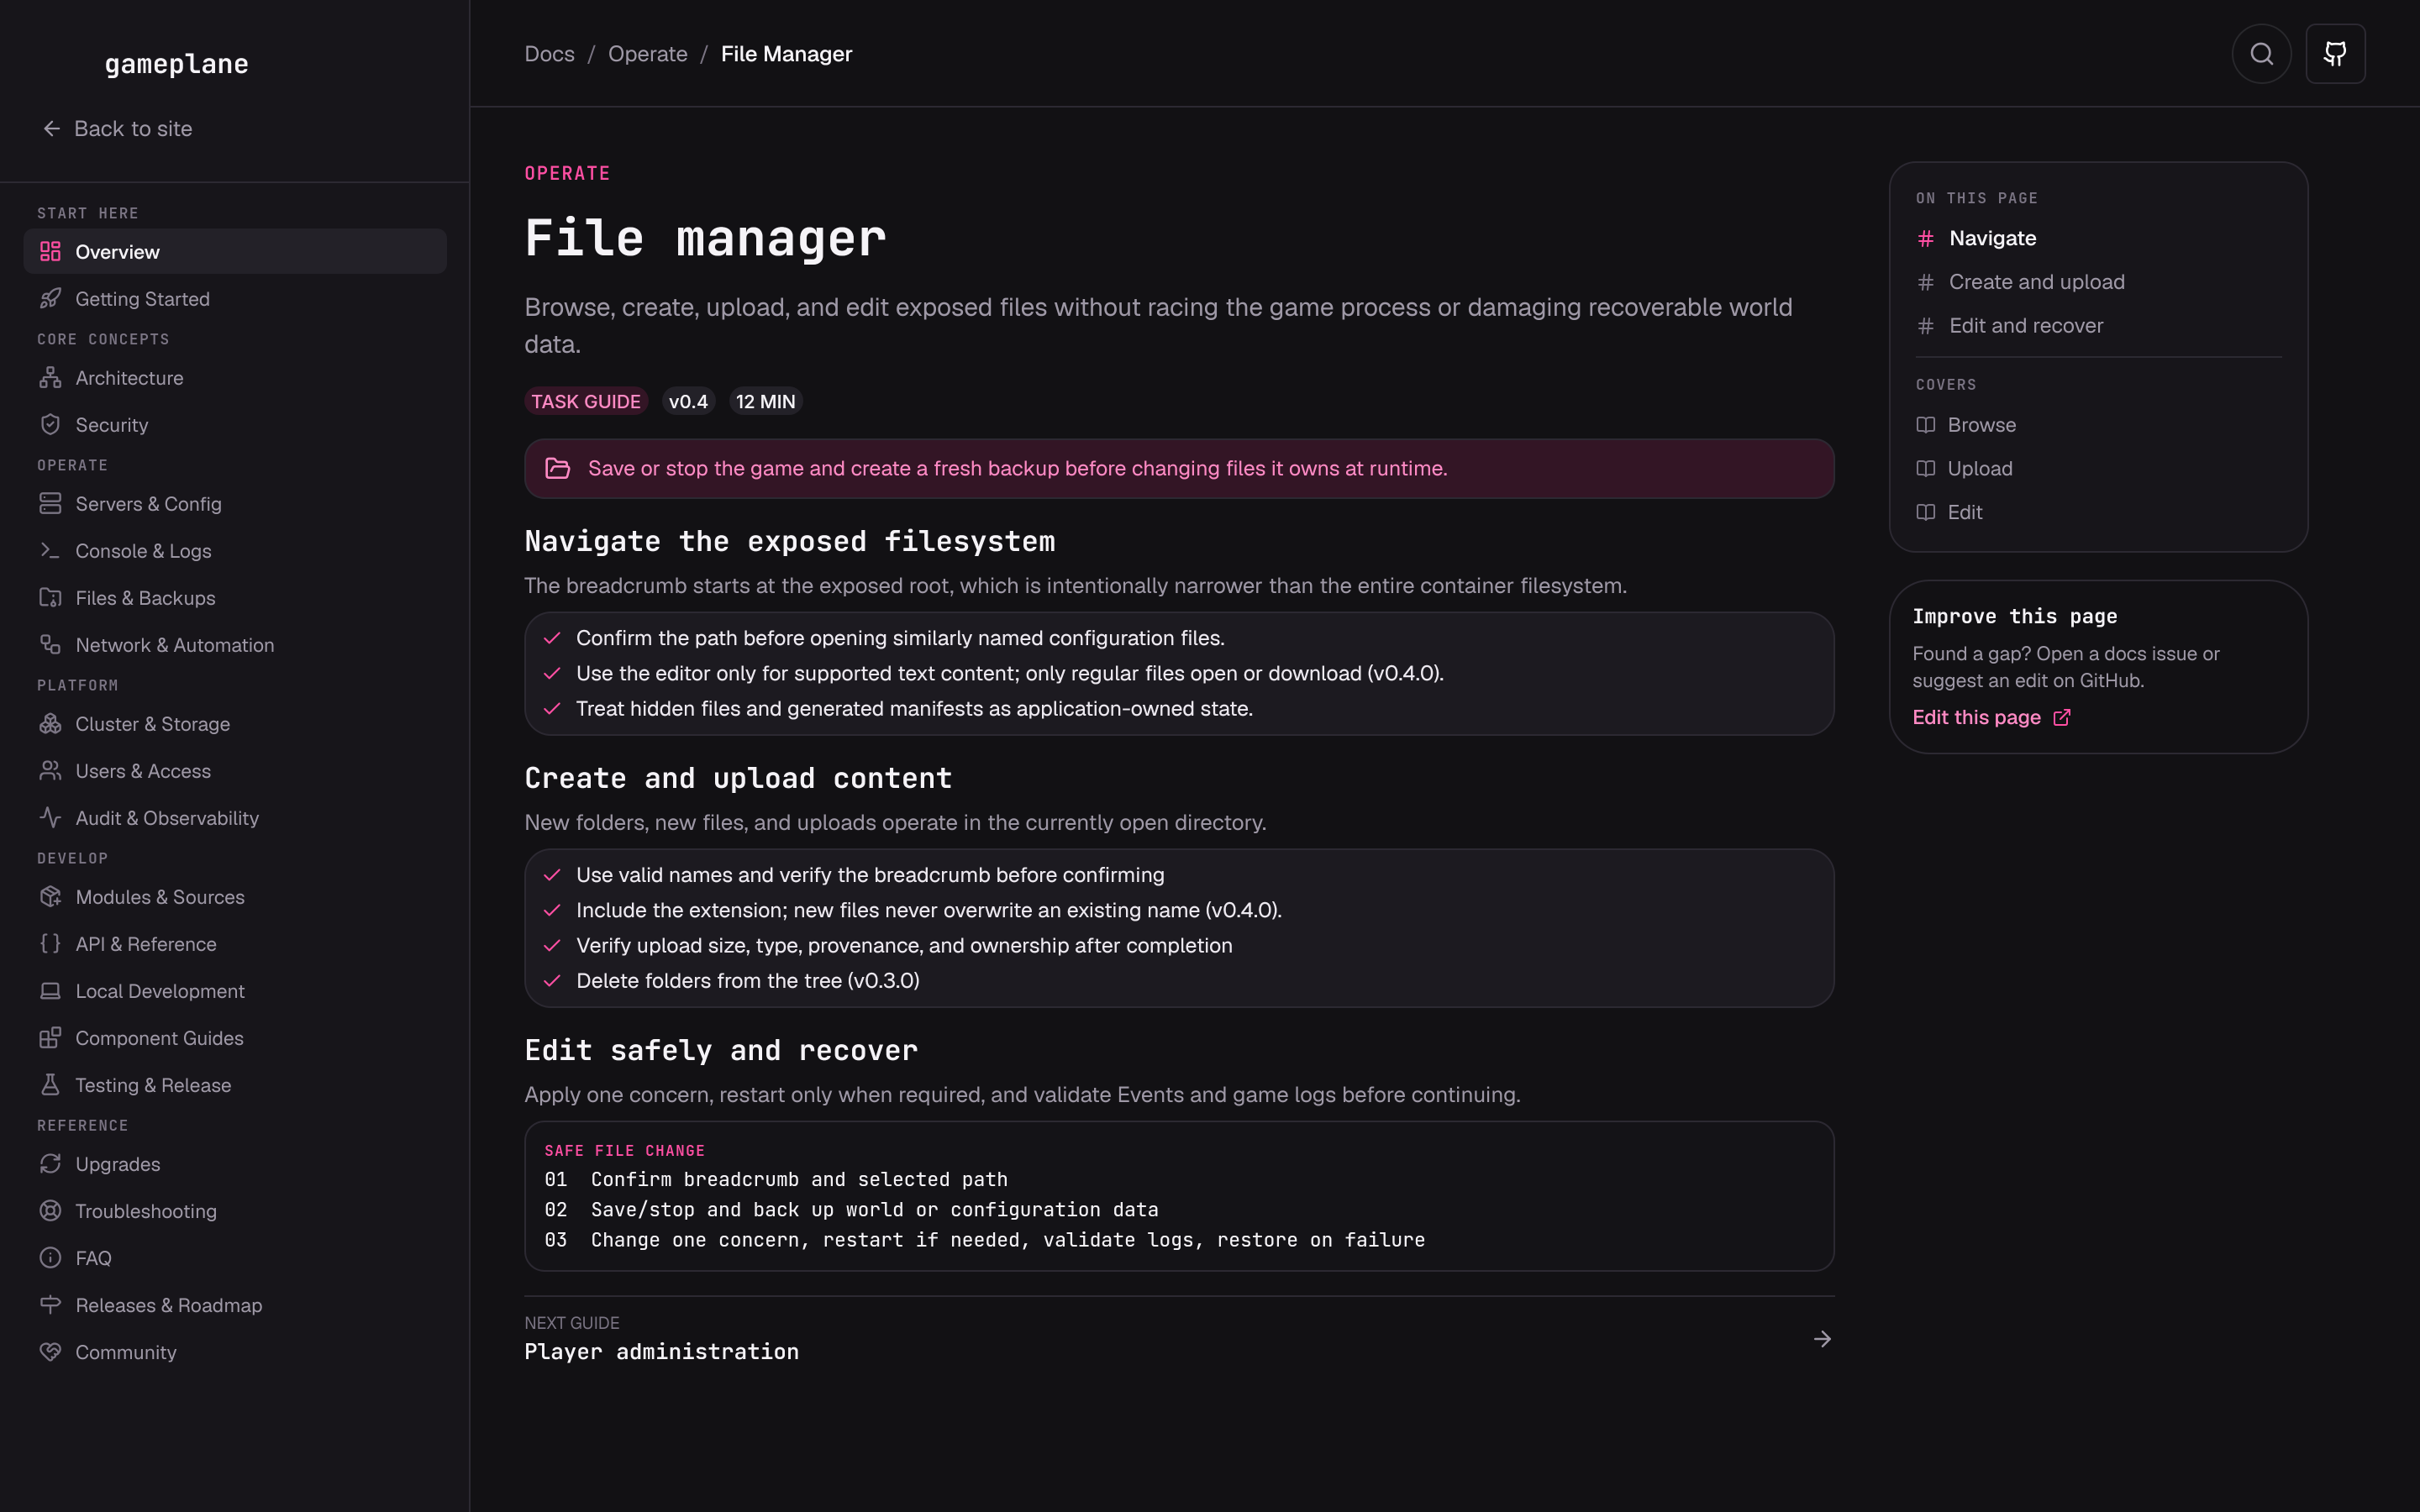 gameplane
Back to site
START HERE
Overview
Getting Started
CORE CONCEPTS
Architecture
Security
OPERATE
Servers & Config
Console & Logs
Files & Backups
Network & Automation
PLATFORM
Cluster & Storage
Users & Access
Audit & Observability
DEVELOP
Modules & Sources
API & Reference
Local Development
Component Guides
Testing & Release
REFERENCE
Upgrades
Troubleshooting
FAQ
Releases & Roadmap
Community
Docs / Operate / File Manager
OPERATE
File manager
Browse, create, upload, and edit exposed files without racing the game process or damaging recoverable world
data.
TASK GUIDE v0.4 12 MIN
Save or stop the game and create a fresh backup before changing files it owns at runtime.
Navigate the exposed filesystem
The breadcrumb starts at the exposed root, which is intentionally narrower than the entire container filesystem.
Confirm the path before opening similarly named configuration files.
Use the editor only for supported text content; only regular files open or download (v0.4.0).
Treat hidden files and generated manifests as application-owned state.
Create and upload content
New folders, new files, and uploads operate in the currently open directory.
Use valid names and verify the breadcrumb before confirming
Include the extension; new files never overwrite an existing name (v0.4.0).
Verify upload size, type, provenance, and ownership after completion
Delete folders from the tree (v0.3.0)
Edit safely and recover
Apply one concern, restart only when required, and validate Events and game logs before continuing.
SAFE FILE CHANGE
01 Confirm breadcrumb and selected path
02 Save/stop and back up world or configuration data
03 Change one concern, restart if needed, validate logs, restore on failure
NEXT GUIDE
Player administration
ON THIS PAGE
# Navigate
# Create and upload
# Edit and recover
COVERS
Browse
Upload
Edit
Improve this page
Found a gap? Open a docs issue or
suggest an edit on GitHub.
Edit this page